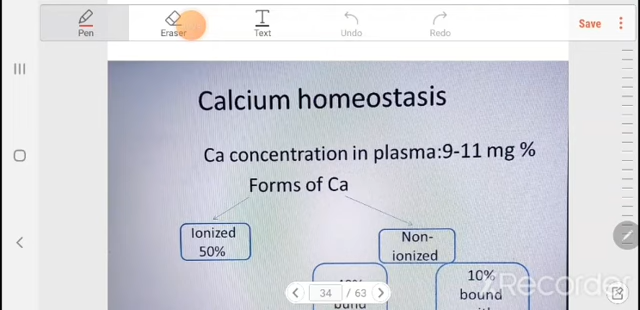 Pen
Eraser
Text
Undo
Redo
Save
Calcium homeostasis
Ca concentration in plasma:9-11 mg %
Forms of Ca
Ionized
50%
Non-
ionized
10%
bound
34 / 63
XRecorder